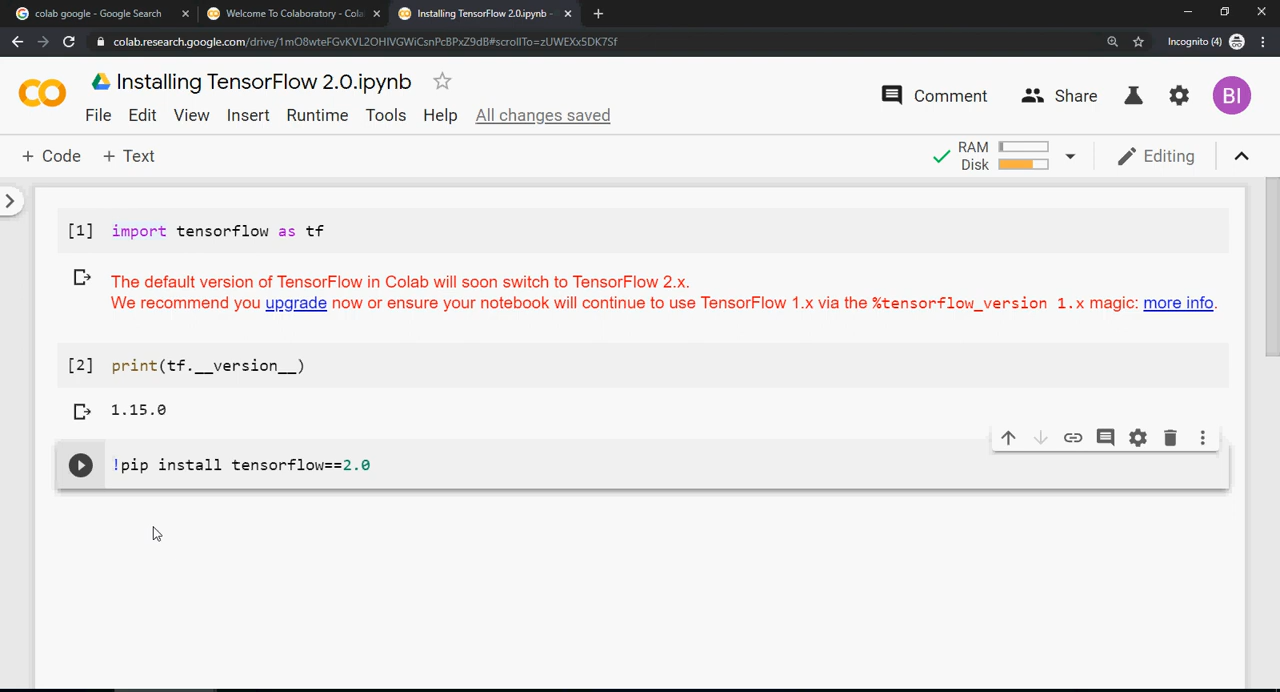 colab google - Google Search
Welcome To Colaboratory - Cola
Installing TensorFlow 2.0.ipynb -
colab.research.google.com/drive/1mO8wteFGvKVL2OHIVGWiCsnPcBPxZ9dB#scrollTo=zUWEXx5DK7Sf
Incognito (4)
Installing TensorFlow 2.0.ipynb
Comment
Share
BI
File Edit View Insert Runtime Tools Help All changes saved
+ Code + Text
RAM
Disk
Editing
[1] import tensorflow as tf
The default version of TensorFlow in Colab will soon switch to TensorFlow 2.x.
We recommend you upgrade now or ensure your notebook will continue to use TensorFlow 1.x via the %tensorflow_version 1.x magic: more info.
[2] print(tf.__version__)
1.15.0
!pip install tensorflow==2.0